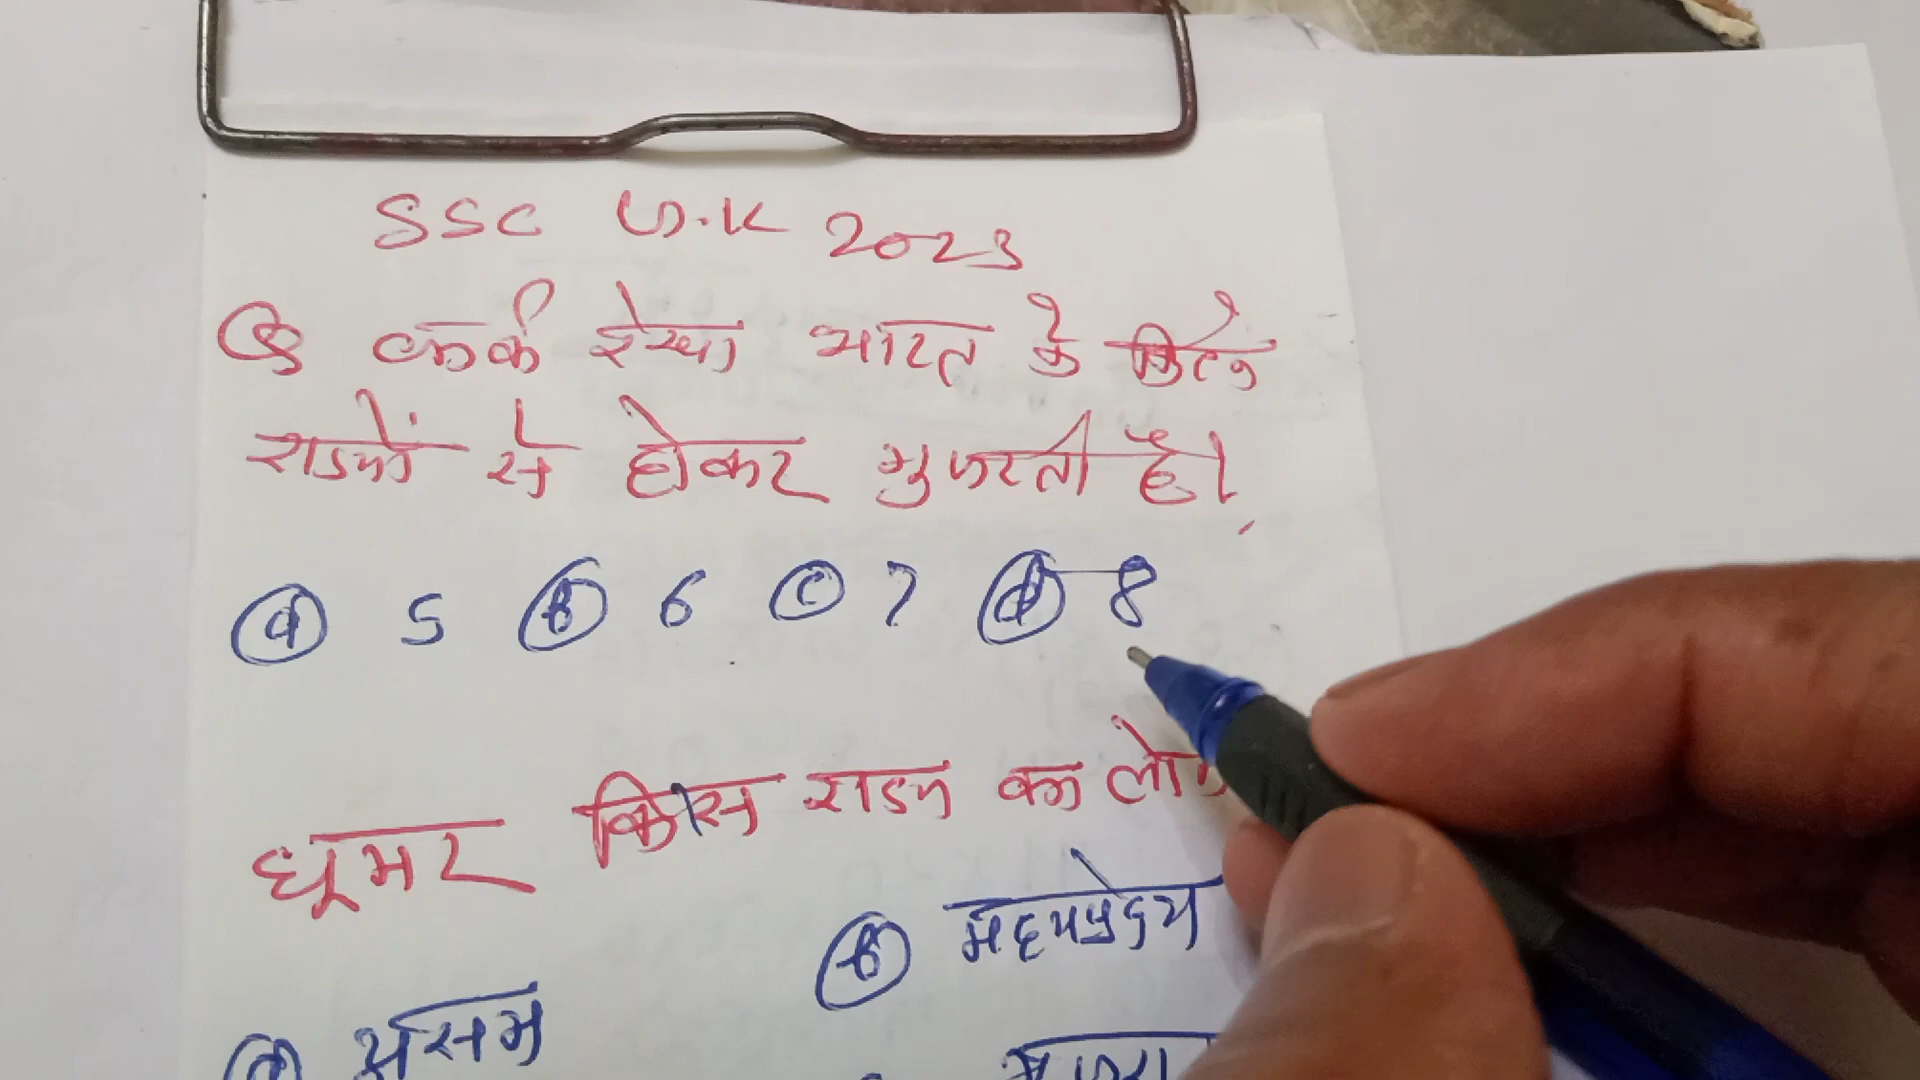 SSC G.K 2023
Q कर्क रेखा भारत के कितने
राज्यों से होकर गुजरती है।
(a) 5 (b) 6 (c) 7 (d) 8
घूमर किस राज्य का
(b) मध्यप्रदेश
(a) असम